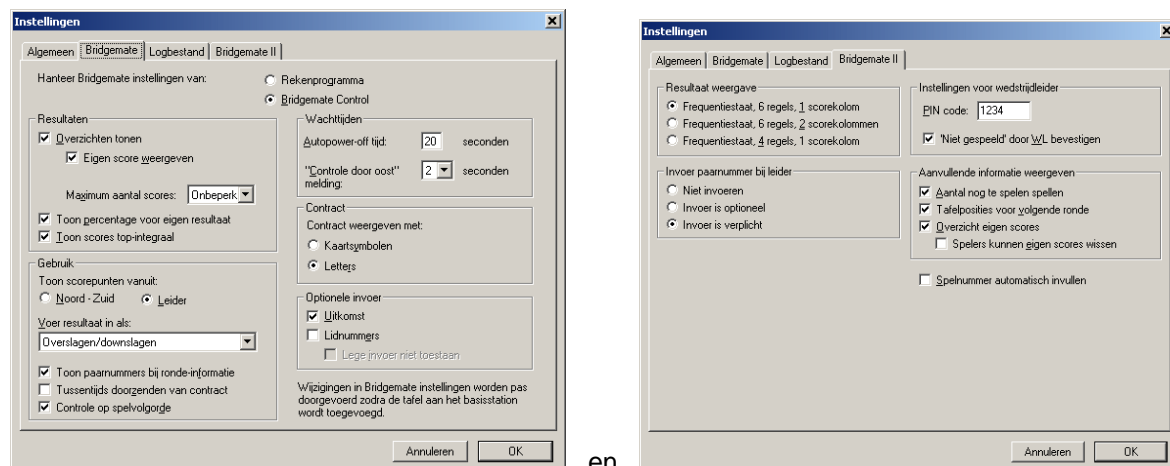 Instellingen
Algemeen Bridgemate Logbestand Bridgemate II
Hanteer Bridgemate instellingen van:
Rekenprogramma
Bridgemate Control
Resultaten
Overzichten tonen
Eigen score weergeven
Maximum aantal scores: Onbeperk
Toon percentage voor eigen resultaat
Toon scores top-integraal
Gebruik
Toon scorepunten vanuit:
Noord - Zuid Leider
Voer resultaat in als:
Overslagen/downslagen
Toon paarnummers bij ronde-informatie
Tussentijds doorzenden van contract
Controle op spelvolgorde
Wachttijden
Autopower-off tijd: 20 seconden
"Controle door oost" 2 seconden
melding:
Contract
Contract weergeven met:
Kaartsymbolen
Letters
Optionele invoer
Uitkomst
Lidnummers
Lege invoer niet toestaan
Wijzigingen in Bridgemate instellingen worden pas
doorgevoerd zodra de tafel aan het basisstation
wordt toegevoegd.
Annuleren OK
en
Instellingen
Algemeen Bridgemate Logbestand Bridgemate II
Resultaat weergave
Frequentiestaat, 6 regels, 1 scorekolom
Frequentiestaat, 6 regels, 2 scorekolommen
Frequentiestaat, 4 regels, 1 scorekolom
Invoer paarnummer bij leider
Niet invoeren
Invoer is optioneel
Invoer is verplicht
Instellingen voor wedstrijdleider
PIN code: 1234
'Niet gespeeld' door WL bevestigen
Aanvullende informatie weergeven
Aantal nog te spelen spellen
Tafelposities voor volgende ronde
Overzicht eigen scores
Spelers kunnen eigen scores wissen
Spelnummer automatisch invullen
Annuleren OK